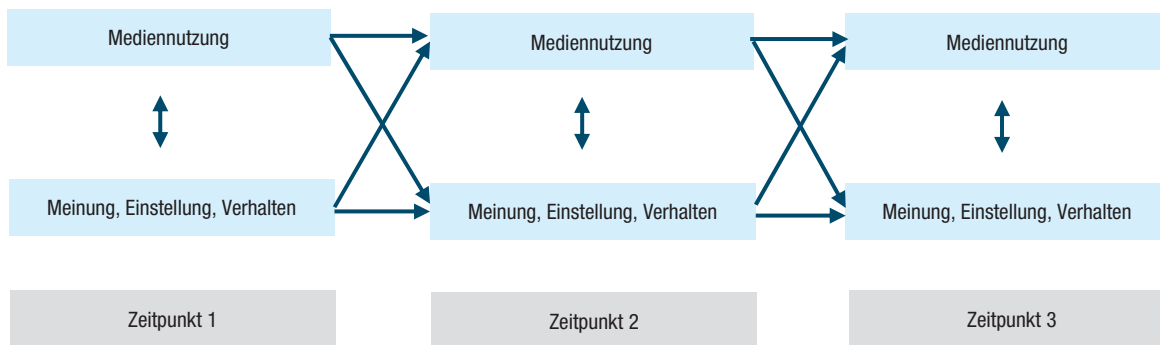 Mediennutzung
Mediennutzung
Mediennutzung
Meinung, Einstellung, Verhalten
Meinung, Einstellung, Verhalten
Meinung, Einstellung, Verhalten
Zeitpunkt 1
Zeitpunkt 2
Zeitpunkt 3